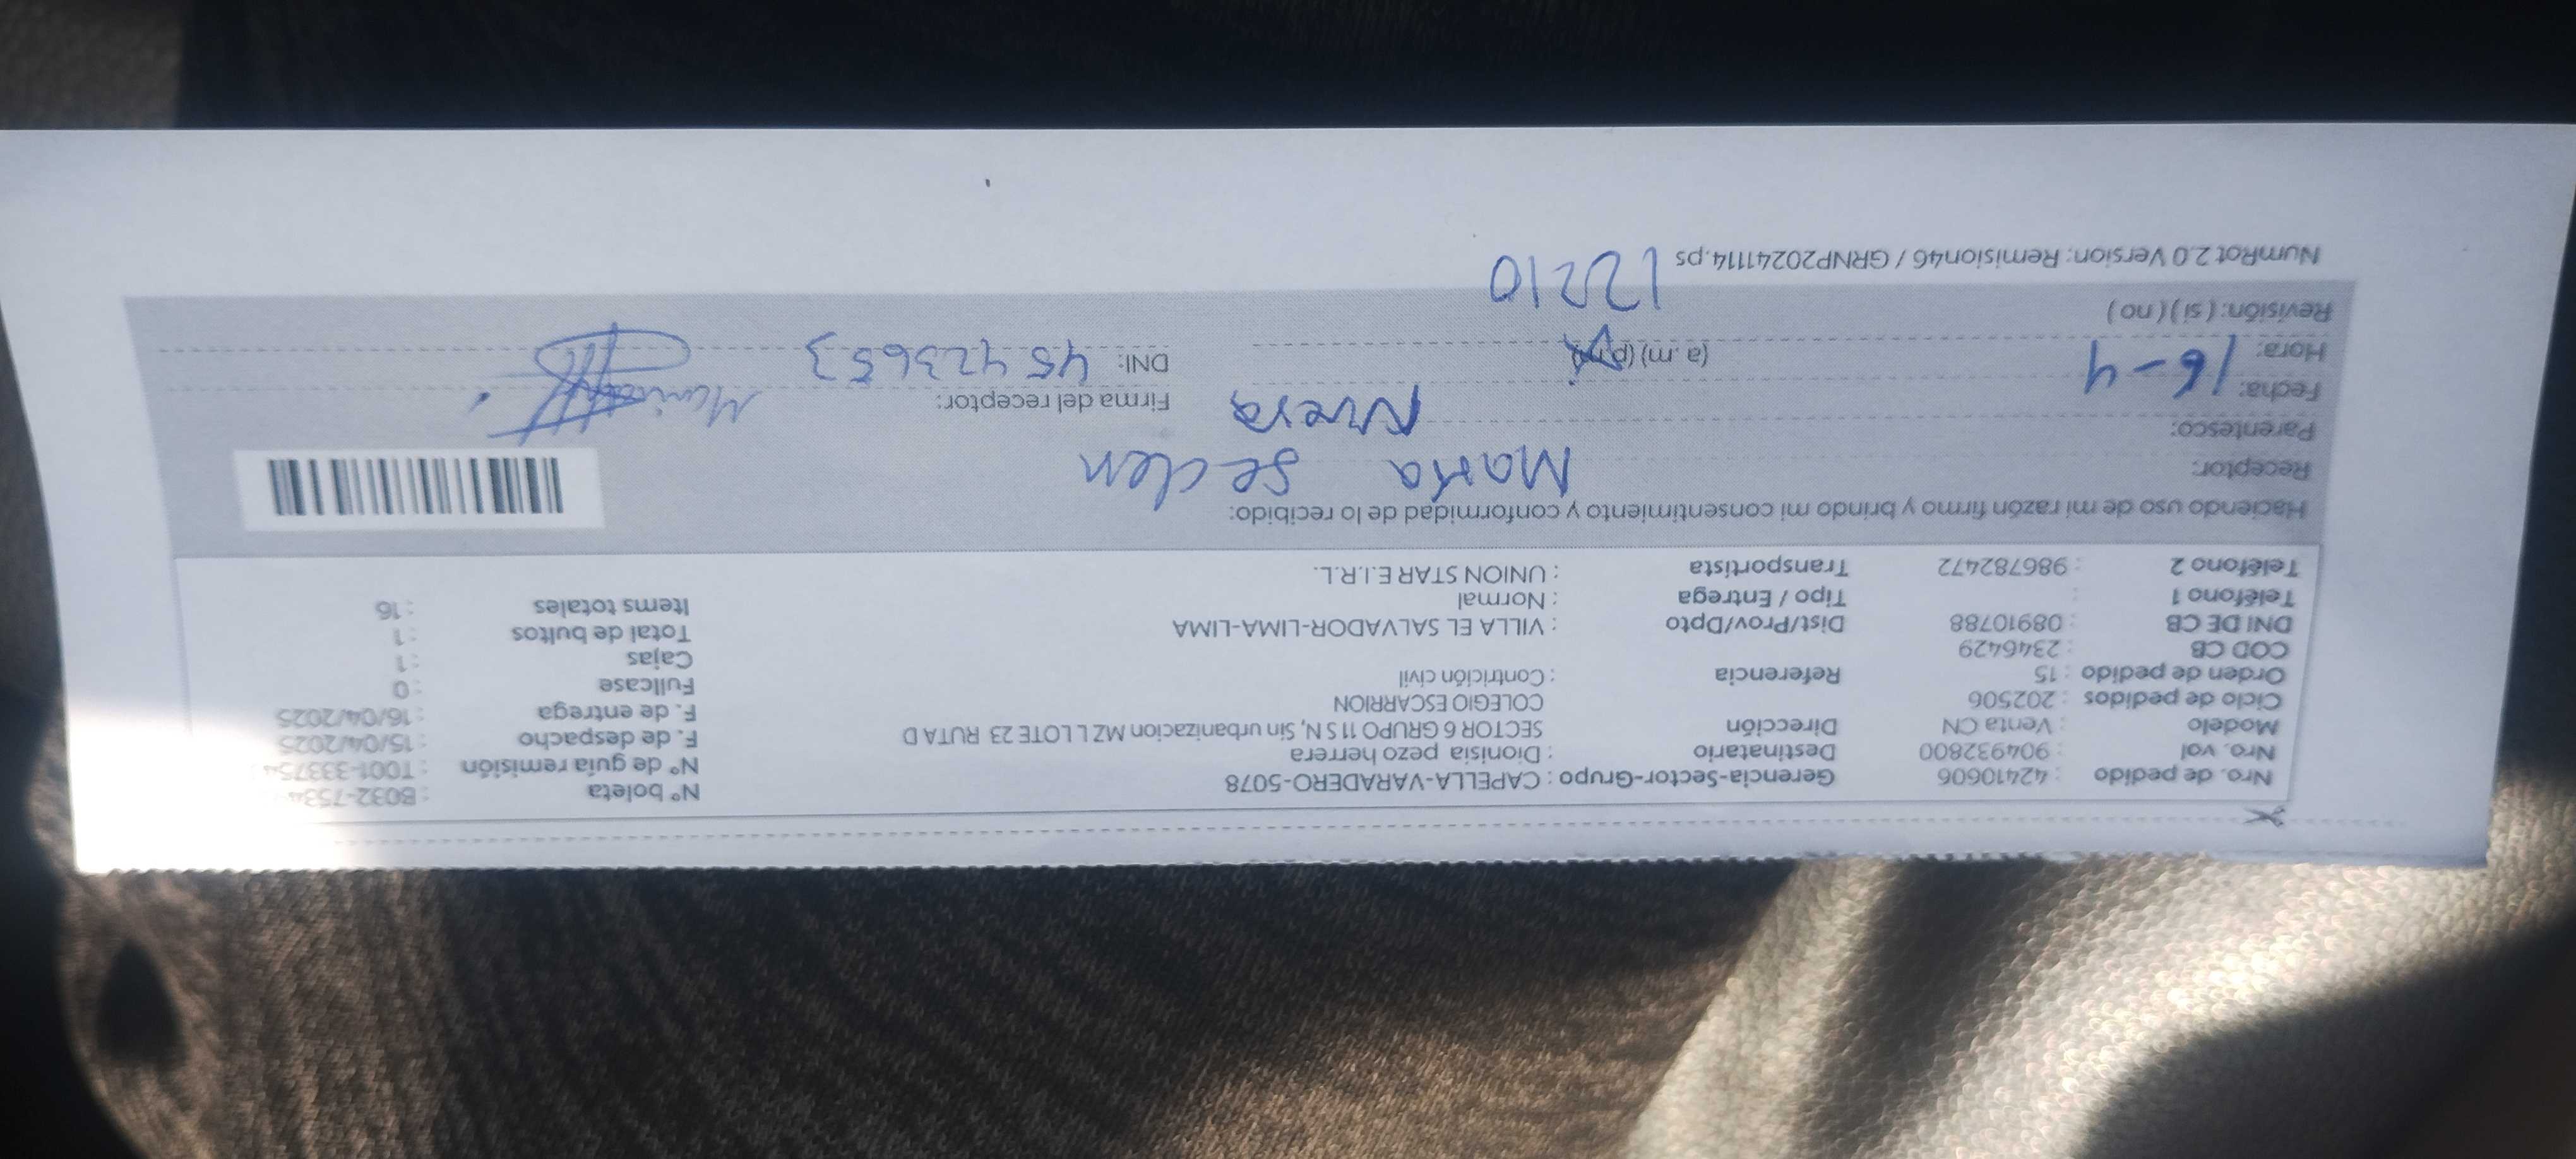 Nro. de pedido : 42410606 Gerencia-Sector-Grupo : CAPELLA-VARADERO-5078 N° boleta : B032-7534
Nro. vol : 904932800 Destinatario : Dionisia pezo herrera N° de guía remisión : T001-333754
Modelo : Venta CN Dirección SECTOR 6 GRUPO 11 S N, Sin urbanizacion MZ L LOTE 23 RUTA D F. de despacho : 15/04/2025
Ciclo de pedidos : 202506 COLEGIO ESCARRION F. de entrega : 16/04/2025
Orden de pedido : 15 Referencia : Contrición civil Fullcase : 0
COD CB : 2346429 Cajas : 1
DNI DE CB : 08910788 Dist/Prov/Dpto : VILLA EL SALVADOR-LIMA-LIMA Total de bultos : 1
Teléfono 1 : Tipo / Entrega : Normal Items totales : 16
Teléfono 2 : 986782472 Transportista : UNION STAR E.I.R.L.
Haciendo uso de mi razón firmo y brindo mi consentimiento y conformidad de lo recibido:
Receptor: Maria Seclen
Parentesco: Nuera
Fecha: 16-4 Firma del receptor:
Hora: (a.m) (p.m) DNI: 45423653
Revisión: ( si ) ( no ) 12210
NumRot 2.0 Version: Remision46 / GRNP20241114.ps